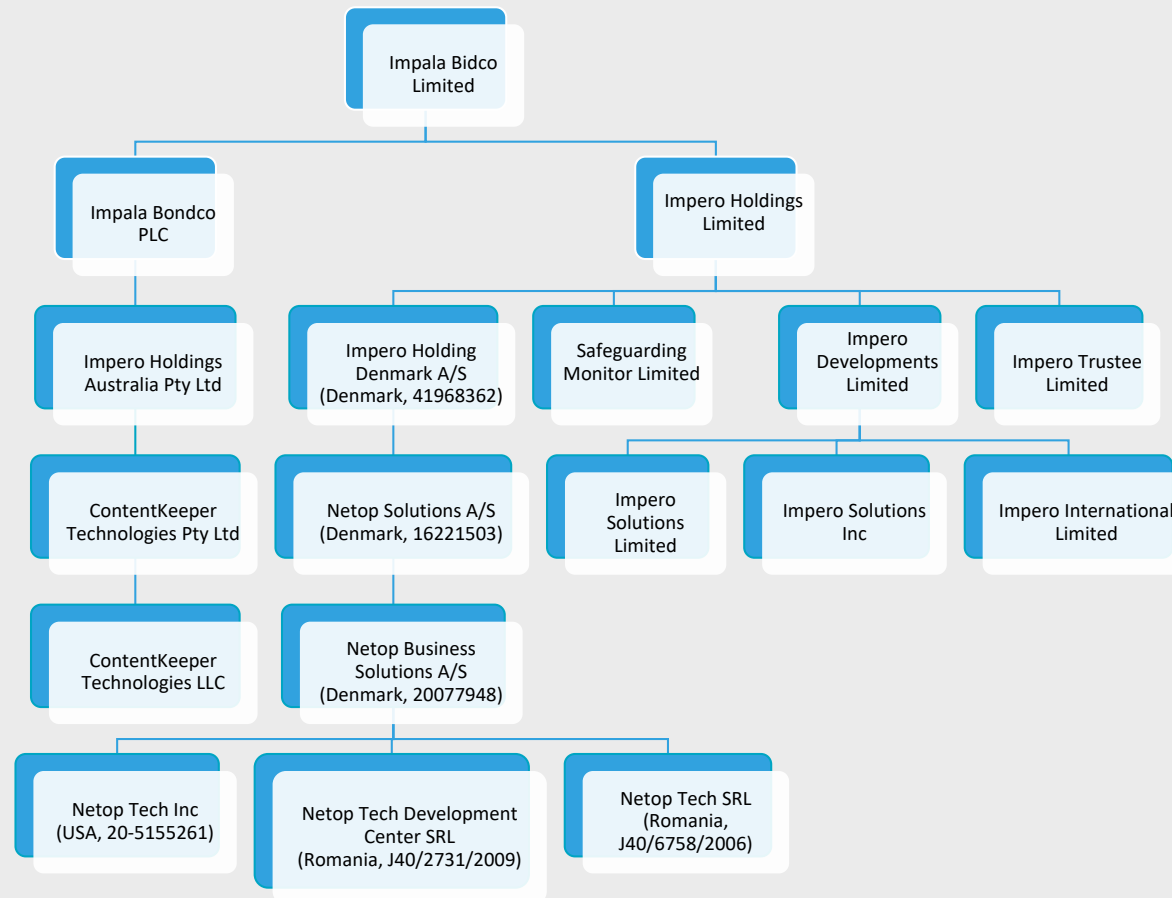 Impala Bidco
Limited
Impala Bondco
PLC
Impero Holdings
Limited
Impero Holdings
Australia Pty Ltd
Impero Holding
Denmark A/S
(Denmark, 41968362)
Safeguarding
Monitor Limited
Impero
Developments
Limited
Impero Trustee
Limited
ContentKeeper
Technologies Pty Ltd
Netop Solutions A/S
(Denmark, 16221503)
Impero
Solutions
Limited
Impero Solutions
Inc
Impero International
Limited
ContentKeeper
Technologies LLC
Netop Business
Solutions A/S
(Denmark, 20077948)
Netop Tech Inc
(USA, 20-5155261)
Netop Tech Development
Center SRL
(Romania, J40/2731/2009)
Netop Tech SRL
(Romania,
J40/6758/2006)